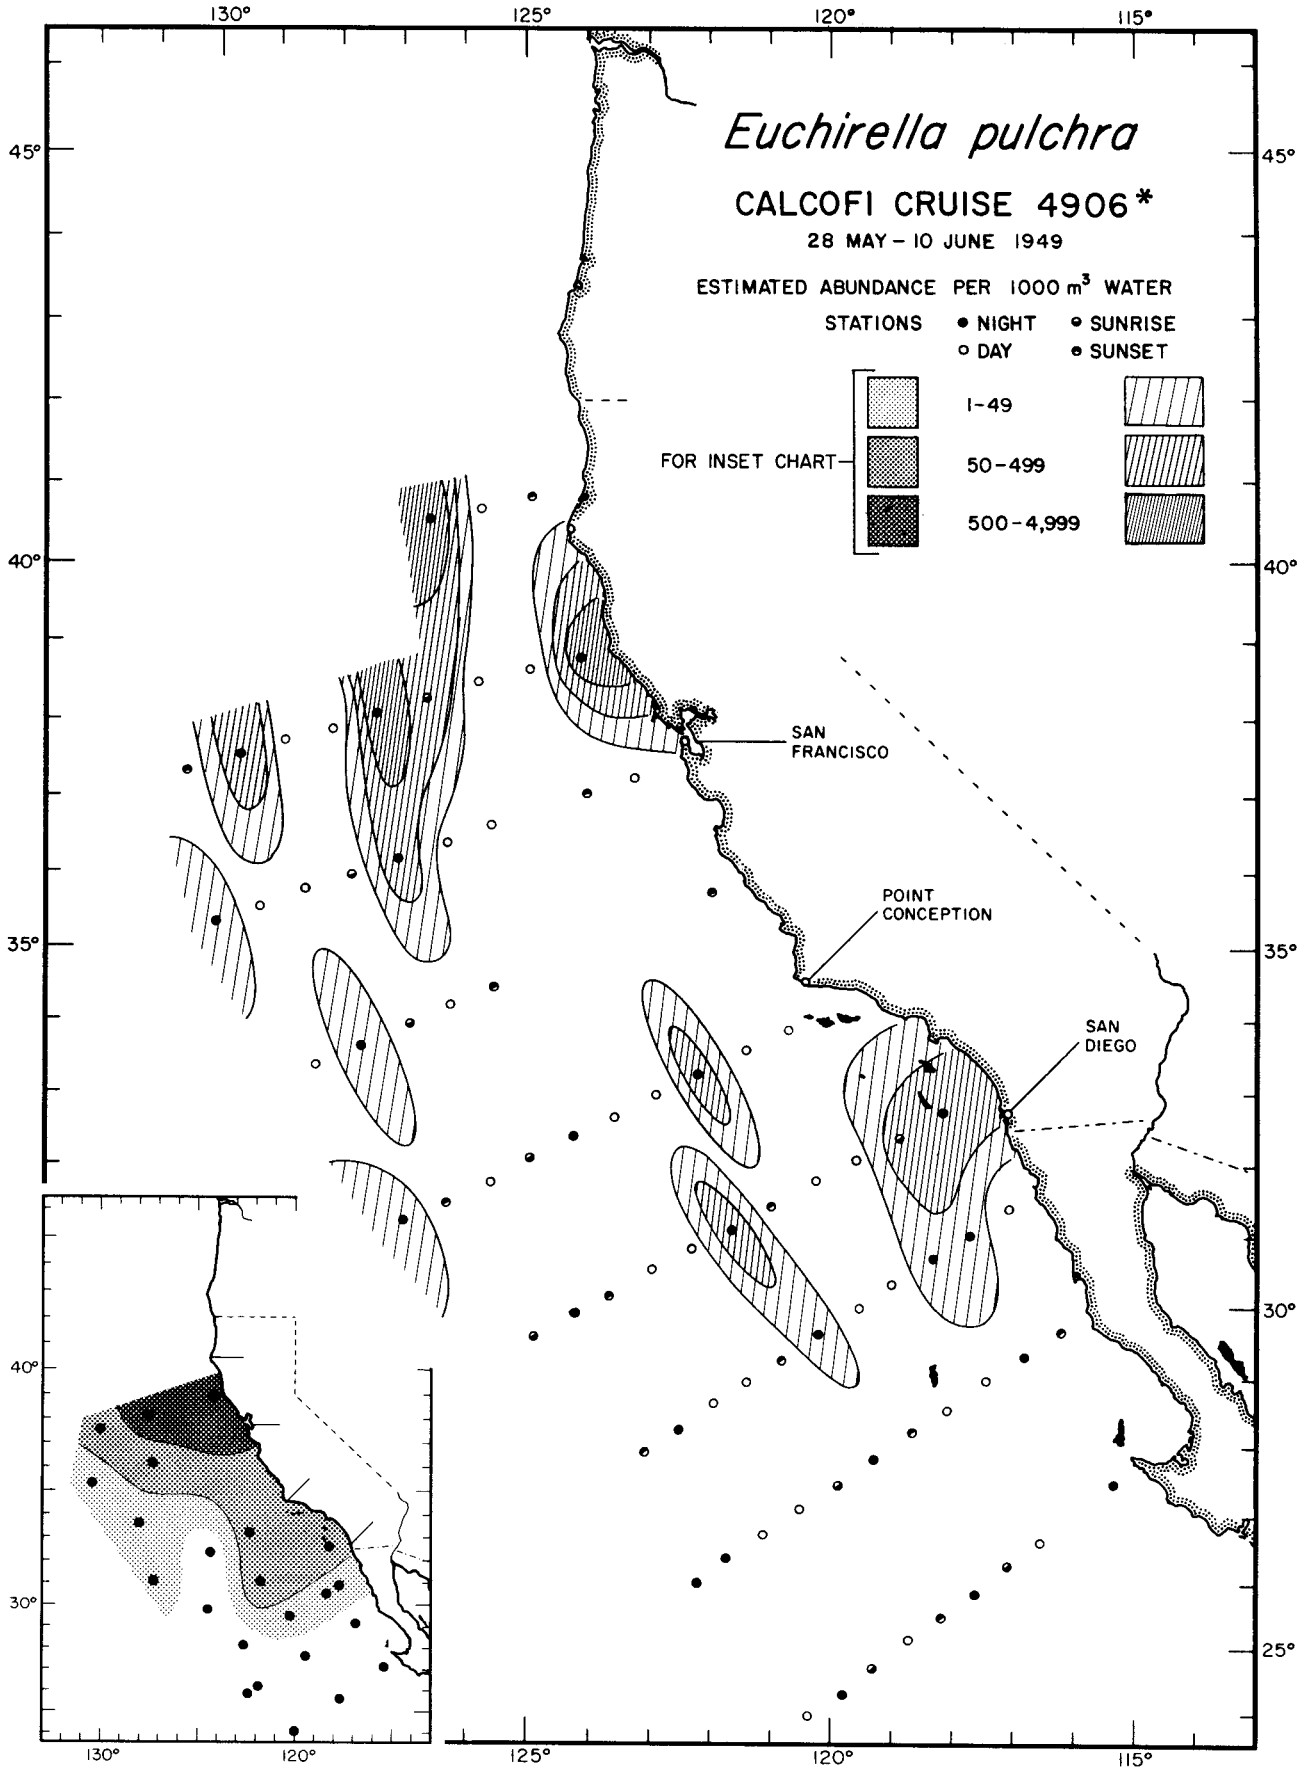 130° 125° 120° 115°
Euchirella pulchra
45° 45°
CALCOFI CRUISE 4906*
28 MAY – 10 JUNE 1949
ESTIMATED ABUNDANCE PER 1000 m³ WATER
STATIONS NIGHT SUNRISE
DAY SUNSET
1-49
FOR INSET CHART 50-499
500-4,999
40° 40°
SAN
FRANCISCO
POINT
CONCEPTION
35° 35°
SAN
DIEGO
30°
40°
30°
25°
130° 120° 125° 120° 115°